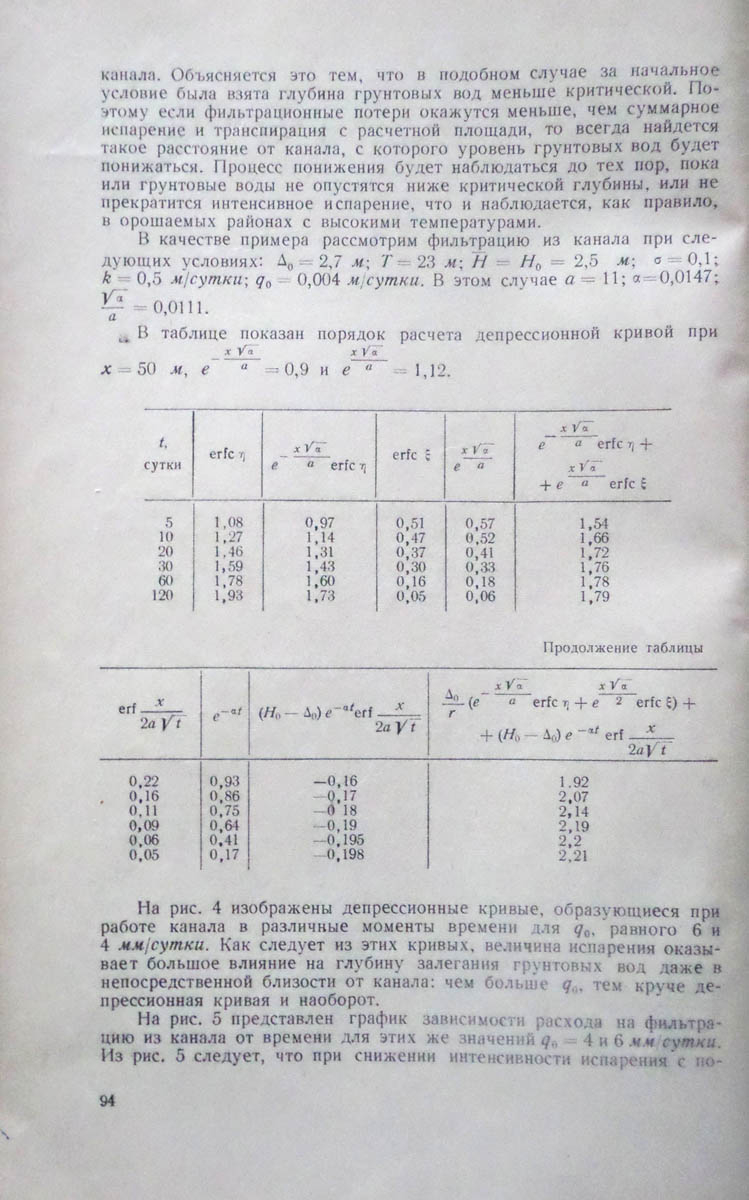 канала. Объясняется это тем, что в подобном случае за начальное
условие была взята глубина грунтовых вод меньше критической. По-
этому если фильтрационные потери окажутся меньше, чем суммарное
испарение и транспирация с расчетной площади, то всегда найдется
такое расстояние от канала, с которого уровень грунтовых вод будет
понижаться. Процесс понижения будет наблюдаться до тех пор, пока
или грунтовые воды не опустятся ниже критической глубины, или не
прекратится интенсивное испарение, что и наблюдается, как правило,
в орошаемых районах с высокими температурами.
В качестве примера рассмотрим фильтрацию из канала при сле-
дующих условиях: Δ₀ = 2,7 м; T = 23 м; H̅ = H₀ = 2,5 м; σ = 0,1;
k = 0,5 м/сутки; q₀ = 0,004 м/сутки. В этом случае a = 11; α=0,0147;
√α/a = 0,0111.
В таблице показан порядок расчета депрессионной кривой при
x = 50 м, e^(− x√α/a) = 0,9 и e^(x√α/a) = 1,12.
t, сутки | erfc η | e^(− x√α/a) erfc η | erfc ξ | e^(x√α/a) | e^(− x√α/a) erfc η + + e^(x√α/a) erfc ξ
5 1,08 0,97 0,51 0,57 1,54
10 1,27 1,14 0,47 0,52 1,66
20 1,46 1,31 0,37 0,41 1,72
30 1,59 1,43 0,30 0,33 1,76
60 1,78 1,60 0,16 0,18 1,78
120 1,93 1,73 0,05 0,06 1,79
Продолжение таблицы
erf x/2a√t | e^(−αt) | (H₀ − Δ₀) e^(−αt) erf x/2a√t | Δ₀/r (e^(− x√α/a) erfc η + e^(x√α/2) erfc ξ) + + (H₀ − Δ₀) e^(−αt) erf x/2a√t
0,22 0,93 —0,16 1.92
0,16 0,86 —0,17 2,07
0,11 0,75 —0 18 2,14
0,09 0,64 —0,19 2,19
0,06 0,41 —0,195 2,2
0,05 0,17 —0,198 2,21
На рис. 4 изображены депрессионные кривые, образующиеся при
работе канала в различные моменты времени для q₀, равного 6 и
4 мм/сутки. Как следует из этих кривых, величина испарения оказы-
вает большое влияние на глубину залегания грунтовых вод даже в
непосредственной близости от канала: чем больше q₀, тем круче де-
прессионная кривая и наоборот.
На рис. 5 представлен график зависимости расхода на фильтра-
цию из канала от времени для этих же значений q₀ = 4 и 6 мм/сутки.
Из рис. 5 следует, что при снижении интенсивности испарения с по-
94